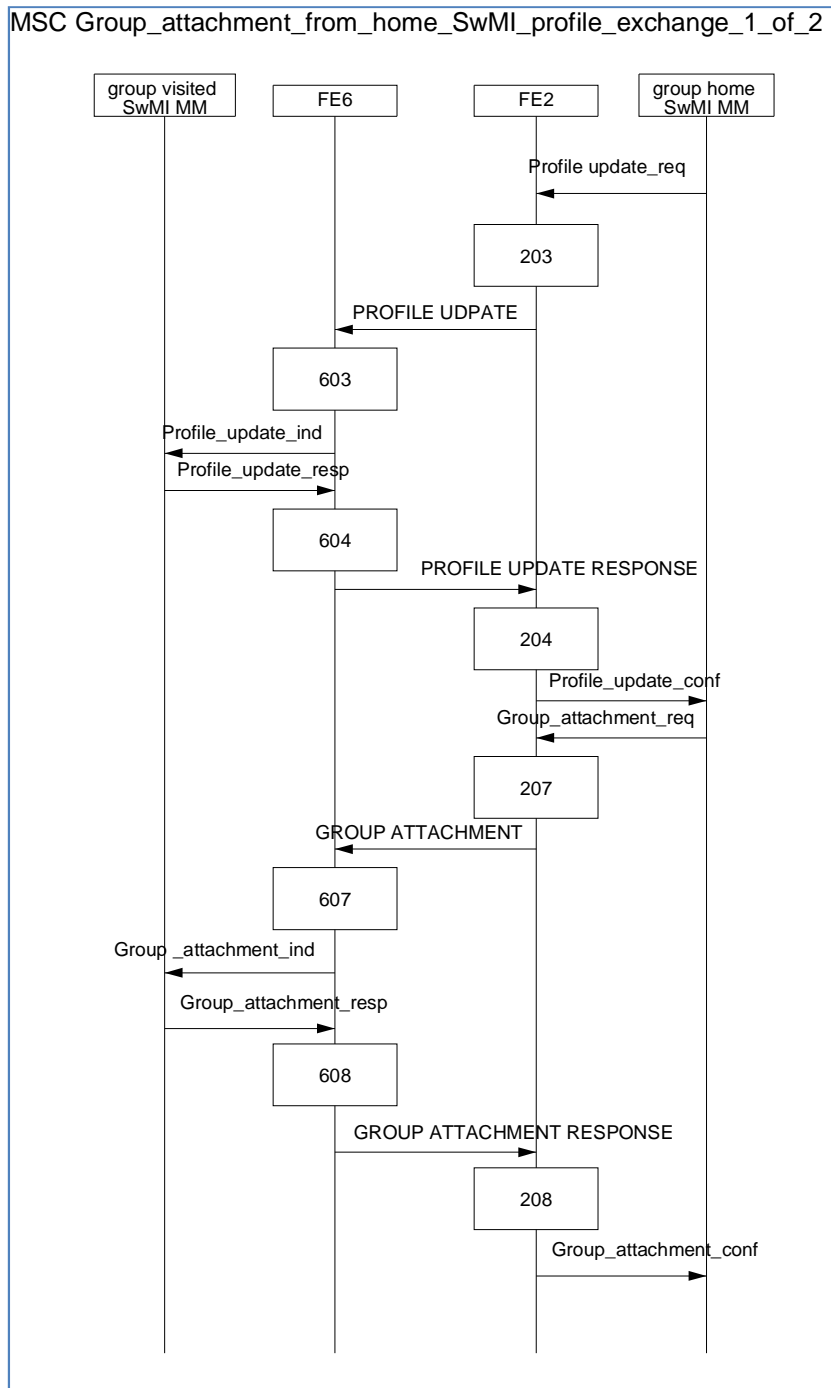 MSC Group_attachment_from_home_SwMI_profile_exchange_1_of_2
group visited
SwMI MM
FE6
FE2
group home
SwMI MM
Profile update_req
203
PROFILE UDPATE
603
Profile_update_ind
Profile_update_resp
604
PROFILE UPDATE RESPONSE
204
Profile_update_conf
Group_attachment_req
207
GROUP ATTACHMENT
607
Group _attachment_ind
Group_attachment_resp
608
GROUP ATTACHMENT RESPONSE
208
Group_attachment_conf